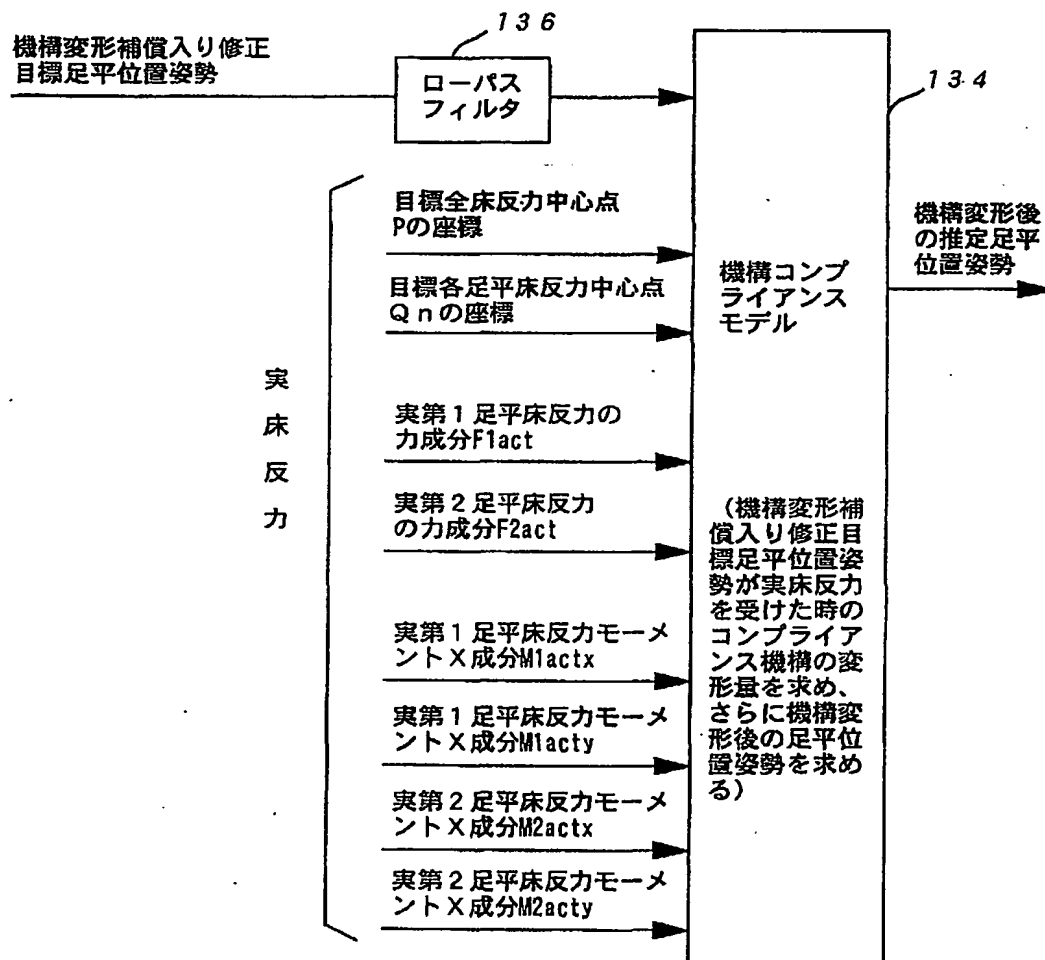 136
機構変形補償入り修正
目標足平位置姿勢
ローパス
フィルタ
134
目標全床反力中心点
Pの座標
目標各足平床反力中心点
Qnの座標
機構コンプ
ライアンス
モデル
機構変形後
の推定足平
位置姿勢
実
床
反
力
実第1足平床反力の
力成分F1act
実第2足平床反力
の力成分F2act
実第1足平床反力モーメ
ントX成分M1actx
実第1足平床反力モーメ
ントX成分M1acty
実第2足平床反力モーメ
ントX成分M2actx
実第2足平床反力モーメ
ントX成分M2acty
(機構変形補
償入り修正目
標足平位置姿
勢が実床反力
を受けた時の
コンプライア
ンス機構の変
形量を求め、
さらに機構変
形後の足平位
置姿勢を求め
る)